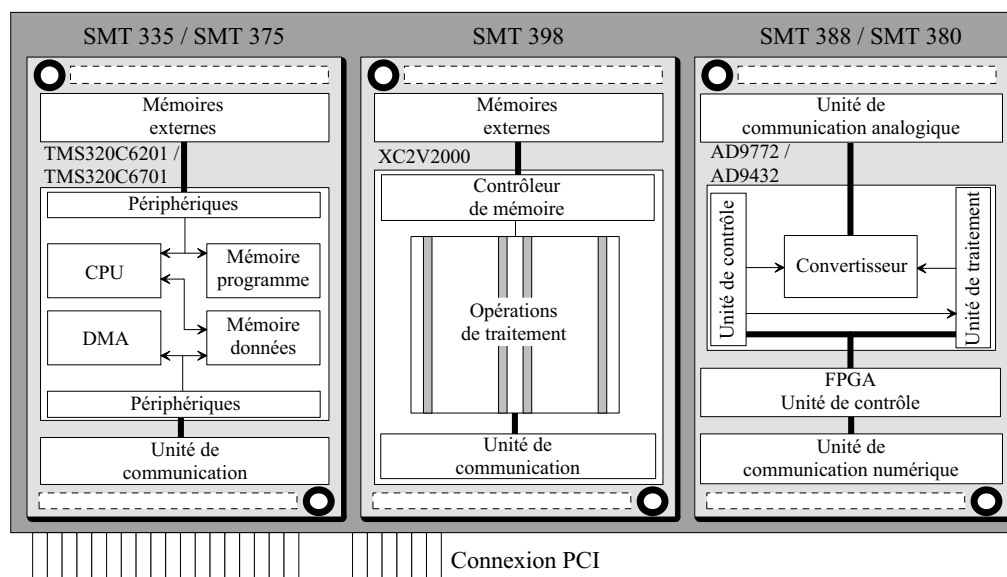 SMT 335 / SMT 375
Mémoires
externes
TMS320C6201 /
TMS320C6701
Périphériques
CPU
Mémoire
programme
DMA
Mémoire
données
Périphériques
Unité de
communication
SMT 398
Mémoires
externes
XC2V2000
Contrôleur
de mémoire
Opérations
de traitement
Unité de
communication
SMT 388 / SMT 380
Unité de
communication analogique
AD9772 /
AD9432
Unité de contrôle
Convertisseur
Unité de traitement
FPGA
Unité de contrôle
Unité de
communication numérique
Connexion PCI